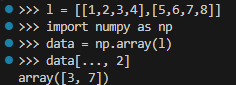 >>> l = [[1,2,3,4],[5,6,7,8]]
>>> import numpy as np
>>> data = np.array(l)
>>> data[..., 2]
array([3, 7])